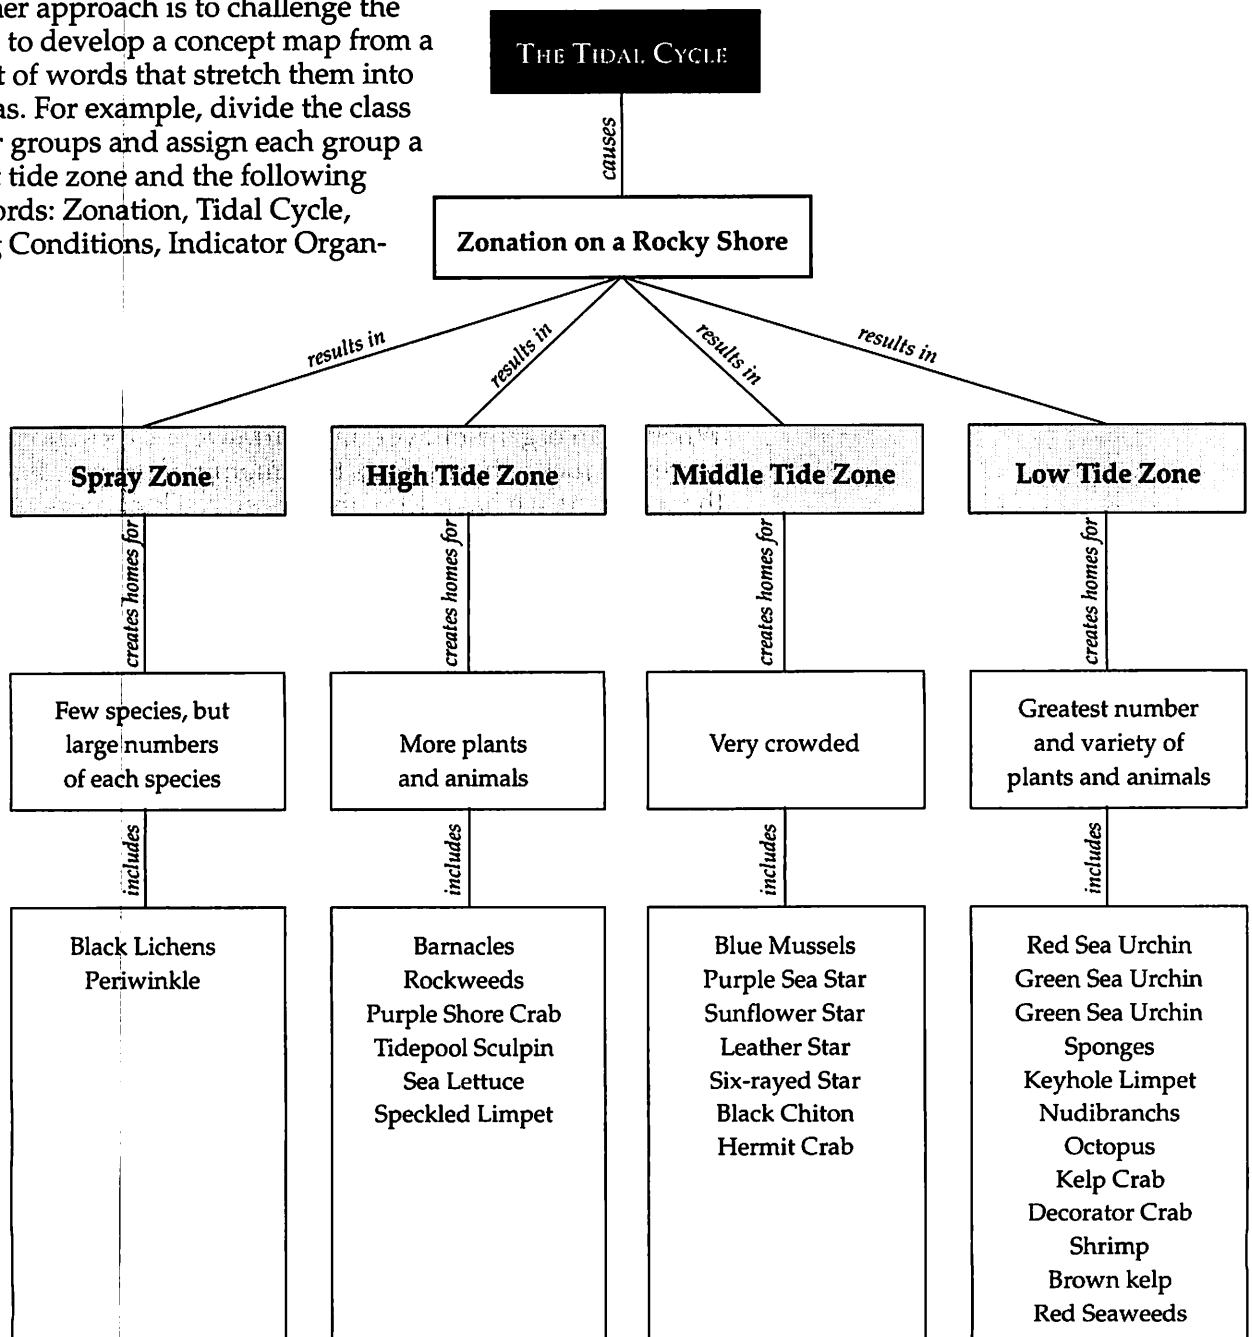 her approach is to challenge the
to develop a concept map from a
t of words that stretch them into
as. For example, divide the class
r groups and assign each group a
t tide zone and the following
ords: Zonation, Tidal Cycle,
g Conditions, Indicator Organ-
THE TIDAL CYCLE
causes
Zonation on a Rocky Shore
results in
results in
results in
results in
Spray Zone
High Tide Zone
Middle Tide Zone
Low Tide Zone
creates homes for
creates homes for
creates homes for
creates homes for
Few species, but
large numbers
of each species
More plants
and animals
Very crowded
Greatest number
and variety of
plants and animals
includes
includes
includes
includes
Black Lichens
Periwinkle
Barnacles
Rockweeds
Purple Shore Crab
Tidepool Sculpin
Sea Lettuce
Speckled Limpet
Blue Mussels
Purple Sea Star
Sunflower Star
Leather Star
Six-rayed Star
Black Chiton
Hermit Crab
Red Sea Urchin
Green Sea Urchin
Green Sea Urchin
Sponges
Keyhole Limpet
Nudibranchs
Octopus
Kelp Crab
Decorator Crab
Shrimp
Brown kelp
Red Seaweeds